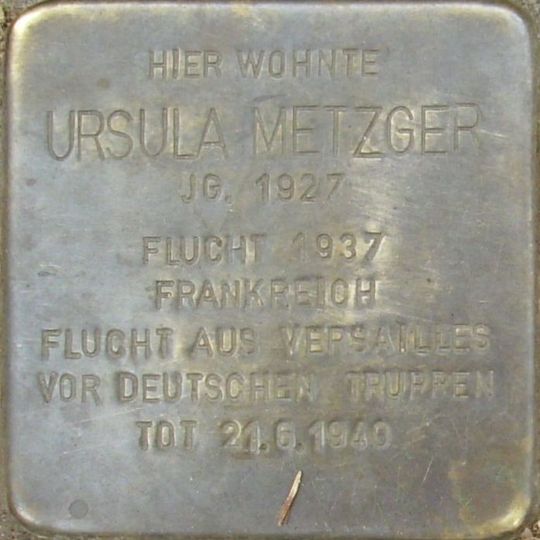 HIER WOHNTE
URSULA METZGER
JG. 1927
FLUCHT 1937
FRANKREICH
FLUCHT AUS VERSAILLES
VOR DEUTSCHEN TRUPPEN
TOT 21.6.1940